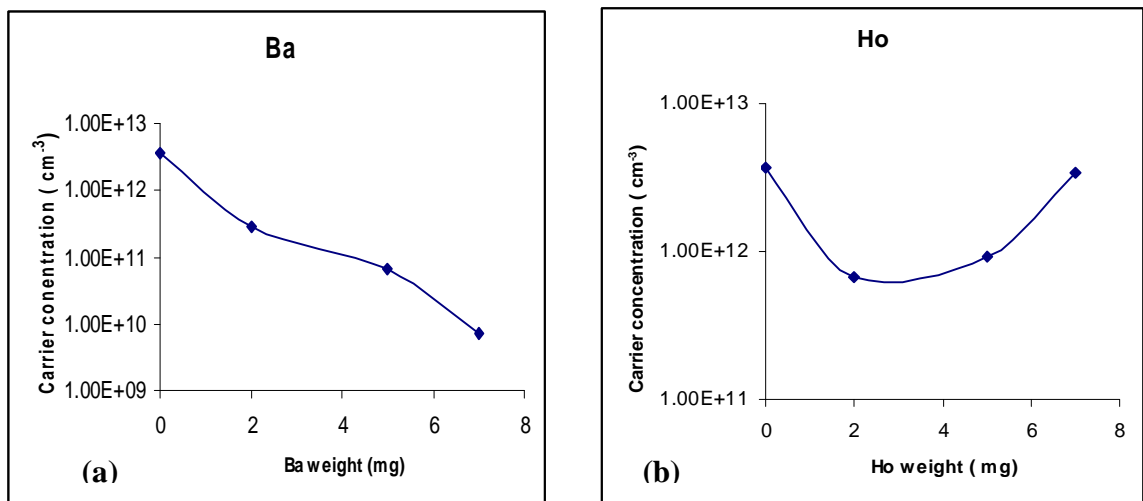 Ba
Carrier conentration ( cm-3)
1.00E+13
1.00E+12
1.00E+11
1.00E+10
1.00E+09
0 2 4 6 8
Ba weight (mg)
(a)
Ho
Carrier concentration ( cm-3)
1.00E+13
1.00E+12
1.00E+11
0 2 4 6 8
Ho weight ( mg)
(b)